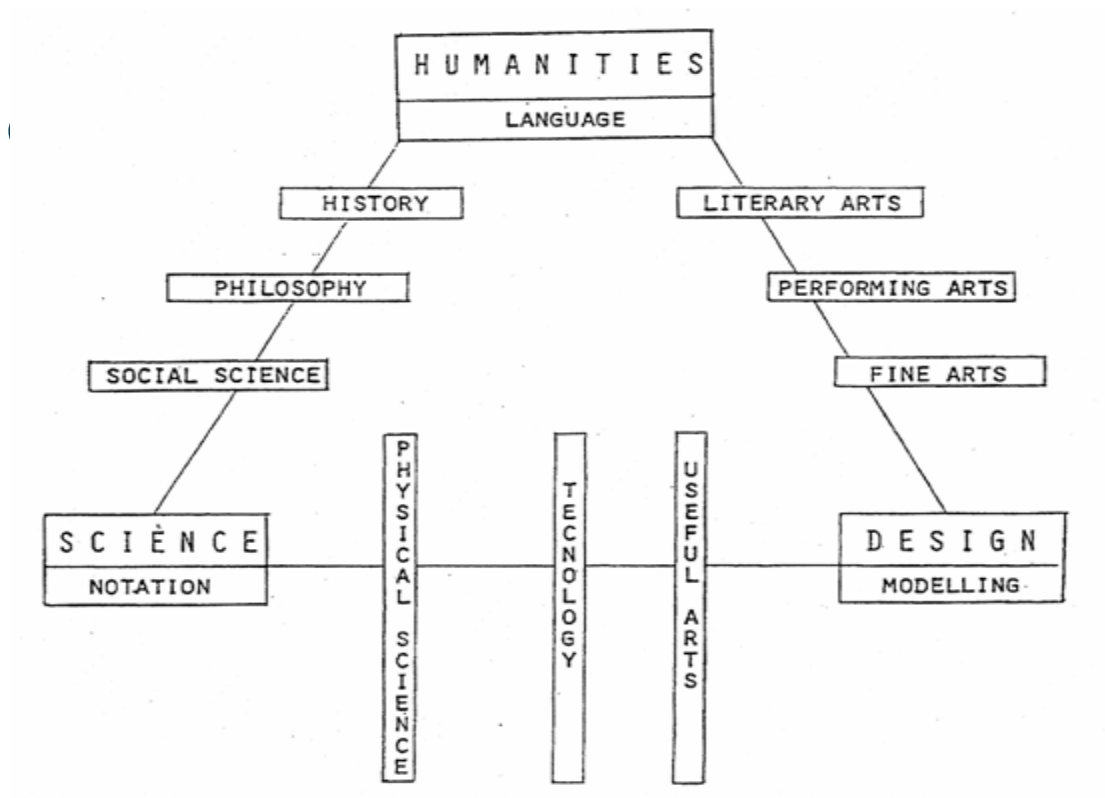 HUMANITIES
LANGUAGE
HISTORY
LITERARY ARTS
PHILOSOPHY
PERFORMING ARTS
SOCIAL SCIENCE
FINE ARTS
PHYSICAL SCIENCE
TECNOLOGY
USEFUL ARTS
SCIENCE
NOTATION
DESIGN
MODELLING